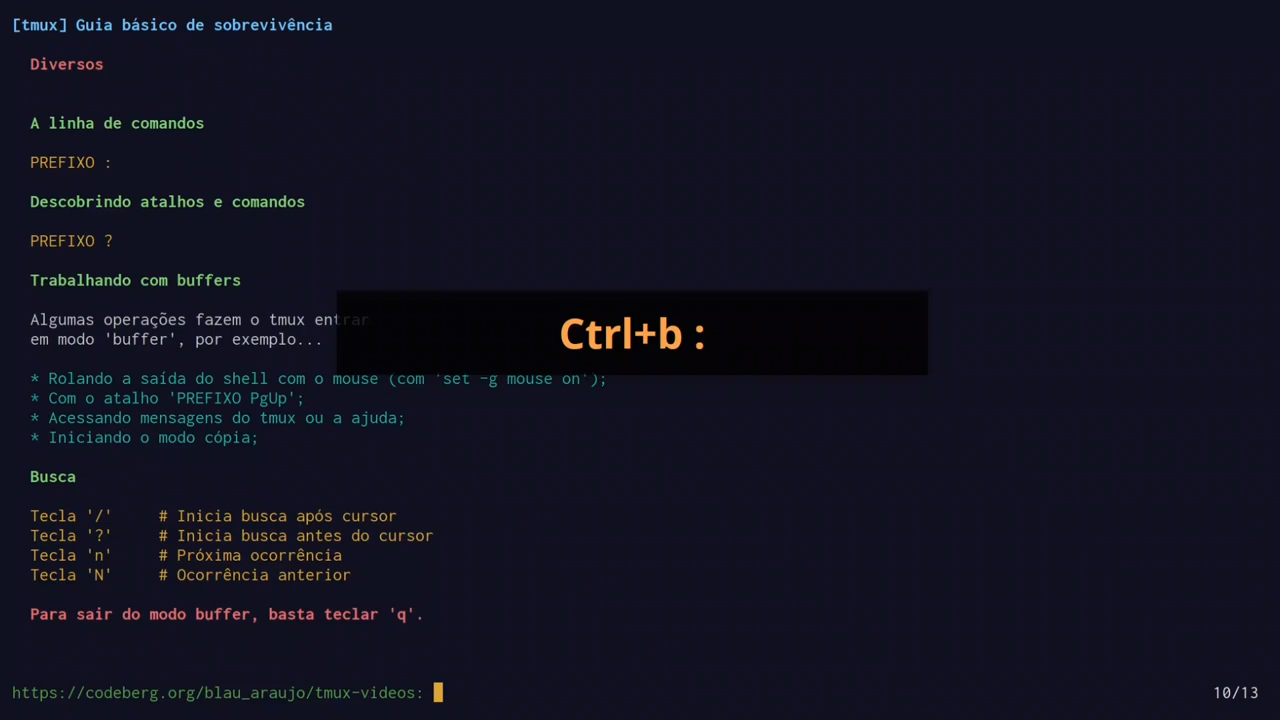 [tmux] Guia básico de sobrevivência
Diversos
A linha de comandos
PREFIXO :
Descobrindo atalhos e comandos
PREFIXO ?
Trabalhando com buffers
Algumas operações fazem o tmux entrar
em modo 'buffer', por exemplo...
Ctrl+b :
* Rolando a saída do shell com o mouse (com 'set -g mouse on');
* Com o atalho 'PREFIXO PgUp';
* Acessando mensagens do tmux ou a ajuda;
* Iniciando o modo cópia;
Busca
Tecla '/'     # Inicia busca após cursor
Tecla '?'     # Inicia busca antes do cursor
Tecla 'n'     # Próxima ocorrência
Tecla 'N'     # Ocorrência anterior
Para sair do modo buffer, basta teclar 'q'.
https://codeberg.org/blau_araujo/tmux-videos: 10/13